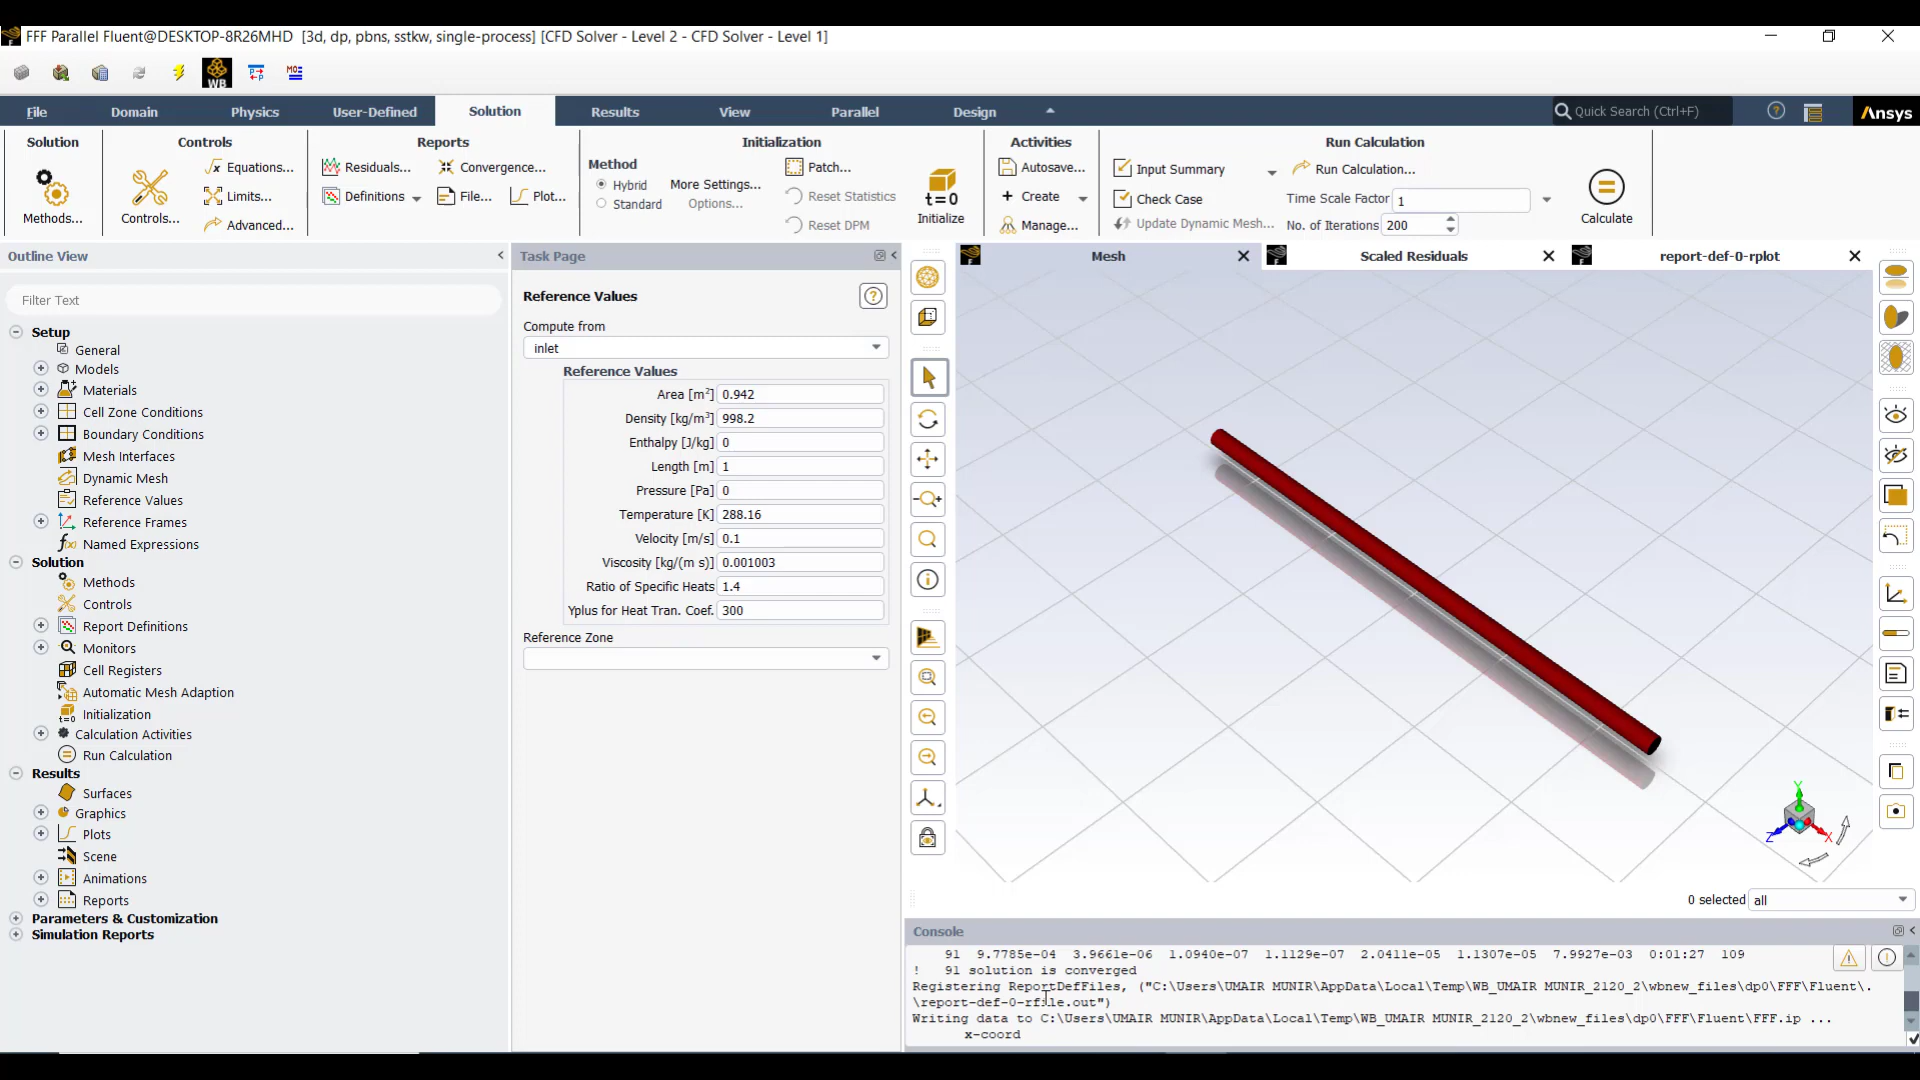 FFF Parallel Fluent@DESKTOP-8R26MHD [3d, dp, pbns, sstkw, single-process] [CFD Solver - Level 2 - CFD Solver - Level 1]
WB
File Domain Physics User-Defined Solution Results View Parallel Design Quick Search (Ctrl+F) Ansys
Solution Controls Reports Initialization Activities Run Calculation
Methods...
Controls...
Equations...
Limits...
Advanced...
Residuals... Convergence...
Definitions File... Plot...
Method
Hybrid
Standard
More Settings...
Options...
Patch...
Reset Statistics
Reset DPM
t=0
Initialize
Autosave...
Create
Manage...
Input Summary
Check Case
Update Dynamic Mesh...
Run Calculation...
Time Scale Factor 1
No. of Iterations 200
Calculate
Outline View
Filter Text
Setup
General
Models
Materials
Cell Zone Conditions
Boundary Conditions
Mesh Interfaces
Dynamic Mesh
Reference Values
Reference Frames
Named Expressions
Solution
Methods
Controls
Report Definitions
Monitors
Cell Registers
Automatic Mesh Adaption
Initialization
Calculation Activities
Run Calculation
Results
Surfaces
Graphics
Plots
Scene
Animations
Reports
Parameters & Customization
Simulation Reports
Task Page
Reference Values
Compute from
inlet
Reference Values
Area [m²] 0.942
Density [kg/m³] 998.2
Enthalpy [J/kg] 0
Length [m] 1
Pressure [Pa] 0
Temperature [K] 288.16
Velocity [m/s] 0.1
Viscosity [kg/(m s)] 0.001003
Ratio of Specific Heats 1.4
Yplus for Heat Tran. Coef. 300
Reference Zone
Mesh Scaled Residuals report-def-0-rplot
Y
Z X
0 selected all
Console
91 9.7785e-04 3.9661e-06 1.0940e-07 1.1129e-07 2.0411e-05 1.1307e-05 7.9927e-03 0:01:27 109
! 91 solution is converged
Registering ReportDefFiles, ("C:\Users\UMAIR MUNIR\AppData\Local\Temp\WB_UMAIR MUNIR_2120_2\wbnew_files\dp0\FFF\Fluent\.
\report-def-0-rfile.out")
Writing data to C:\Users\UMAIR MUNIR\AppData\Local\Temp\WB_UMAIR MUNIR_2120_2\wbnew_files\dp0\FFF\Fluent\FFF.ip ...
x-coord